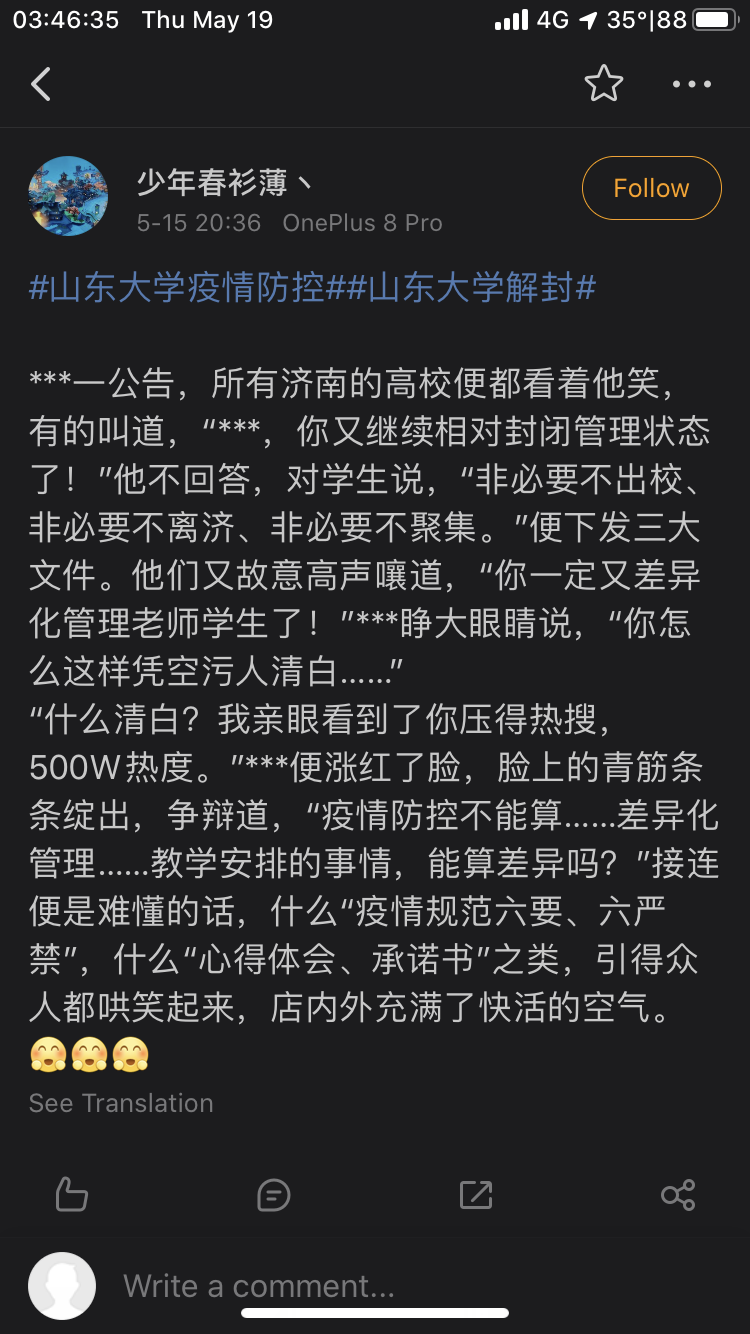 03:46:35 Thu May 19 4G 35°|88
少年春衫薄丶
Follow
5-15 20:36 OnePlus 8 Pro
#山东大学疫情防控##山东大学解封#
***一公告，所有济南的高校便都看着他笑，
有的叫道，“***，你又继续相对封闭管理状态
了！”他不回答，对学生说，“非必要不出校、
非必要不离济、非必要不聚集。”便下发三大
文件。他们又故意高声嚷道，“你一定又差异
化管理老师学生了！”***睁大眼睛说，“你怎
么这样凭空污人清白……”
“什么清白？我亲眼看到了你压得热搜，
500W热度。”***便涨红了脸，脸上的青筋条
条绽出，争辩道，“疫情防控不能算……差异化
管理……教学安排的事情，能算差异吗？”接连
便是难懂的话，什么“疫情规范六要、六严
禁”，什么“心得体会、承诺书”之类，引得众
人都哄笑起来，店内外充满了快活的空气。
🤗🤗🤗
See Translation
Write a comment...